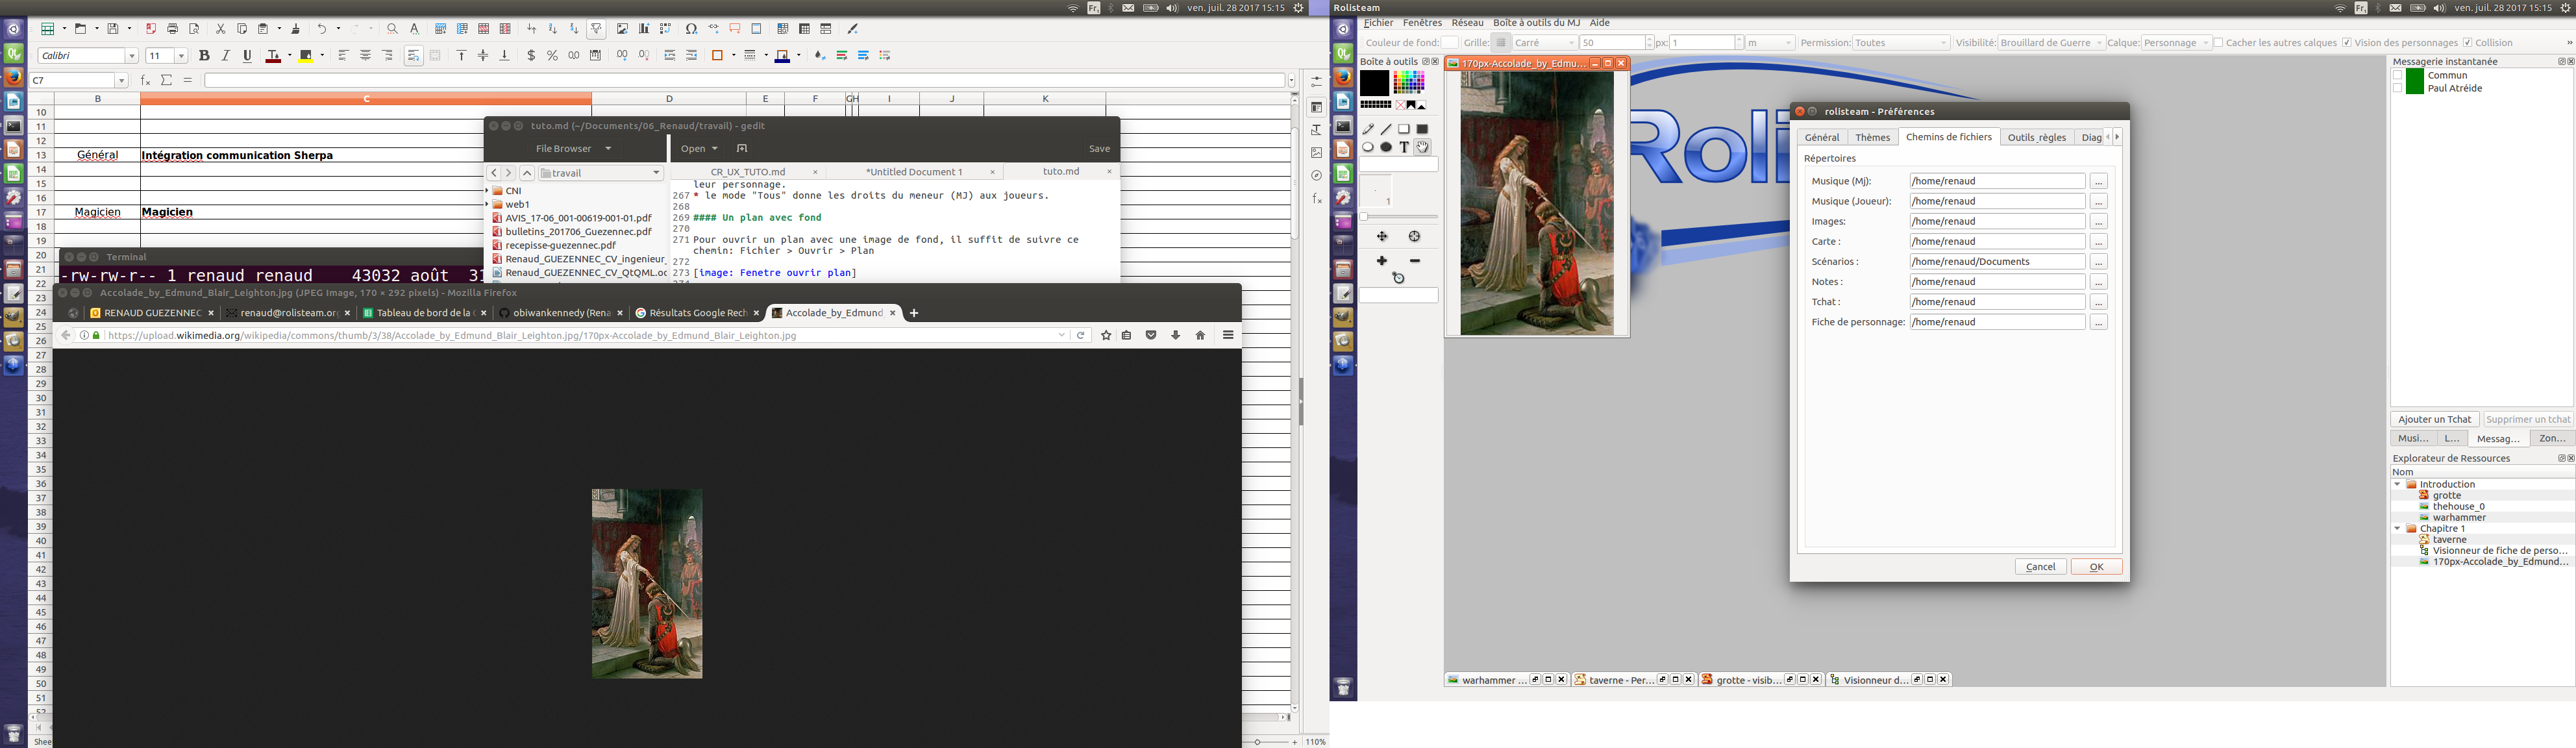 Fr₁ ven. juil. 28 2017 15:15
Calibri 11
C7
B C D E F G H I J K
10
11
12
13 Général Intégration communication Sherpa
14
15
16
17 Magicien Magicien
18
19
20
21
22
23
24
25
26
27
28
29
30
31
32
33
34
35
36
37
38
39
40
41
42
43
44
45
46
47
48
49
50
51
52
Shee
110%
tuto.md (~/Documents/06_Renaud/travail) - gedit
File Browser Open Save
travail
CNI
web1
AVIS_17-06_001-00619-001-01.pdf
bulletins_201706_Guezennec.pdf
recepisse-guezennec.pdf
Renaud_GUEZENNEC_CV_ingenieur_
Renaud_GUEZENNEC_CV_QtQML.od
CR_UX_TUTO.md *Untitled Document 1 tuto.md
leur personnage.
267 * le mode "Tous" donne les droits du meneur (MJ) aux joueurs.
268
269 #### Un plan avec fond
270
271 Pour ouvrir un plan avec une image de fond, il suffit de suivre ce
chemin: Fichier > Ouvrir > Plan
272
273 [image: Fenetre ouvrir plan]
Terminal
-rw-rw-r-- 1 renaud renaud 43032 août 31
Accolade_by_Edmund_Blair_Leighton.jpg (JPEG Image, 170 × 292 pixels) - Mozilla Firefox
RENAUD GUEZENNEC renaud@rolisteam.org Tableau de bord de la C obiwankennedy (Rena Résultats Google Rech Accolade_by_Edmund
https://upload.wikimedia.org/wikipedia/commons/thumb/3/38/Accolade_by_Edmund_Blair_Leighton.jpg/170px-Accolade_by_Edmund_Blair_Leighton.jpg
Rolisteam Fr₁ ven. juil. 28 2017 15:15
Fichier Fenêtres Réseau Boîte à outils du MJ Aide
Couleur de fond: Grille: Carré 50 px: 1 m Permission: Toutes Visibilité: Brouillard de Guerre Calque: Personnage Cacher les autres calques Vision des personnages Collision
Boîte à outils
1
170px-Accolade_by_Edmu...
Roli
rolisteam - Préférences
Général Thèmes Chemins de fichiers Outils_règles Diag
Répertoires
Musique (Mj): /home/renaud ...
Musique (Joueur): /home/renaud ...
Images: /home/renaud ...
Carte : /home/renaud ...
Scénarios : /home/renaud/Documents ...
Notes : /home/renaud ...
Tchat : /home/renaud ...
Fiche de personnage: /home/renaud ...
Cancel OK
Messagerie instantanée
Commun
Paul Atréide
Ajouter un Tchat Supprimer un tchat
Musi... L... Messag... Zon...
Explorateur de Ressources
Nom
Introduction
grotte
thehouse_0
warhammer
Chapitre 1
taverne
Visionneur de fiche de perso...
170px-Accolade_by_Edmund...
warhammer ... taverne - Per... grotte - visib... Visionneur d...